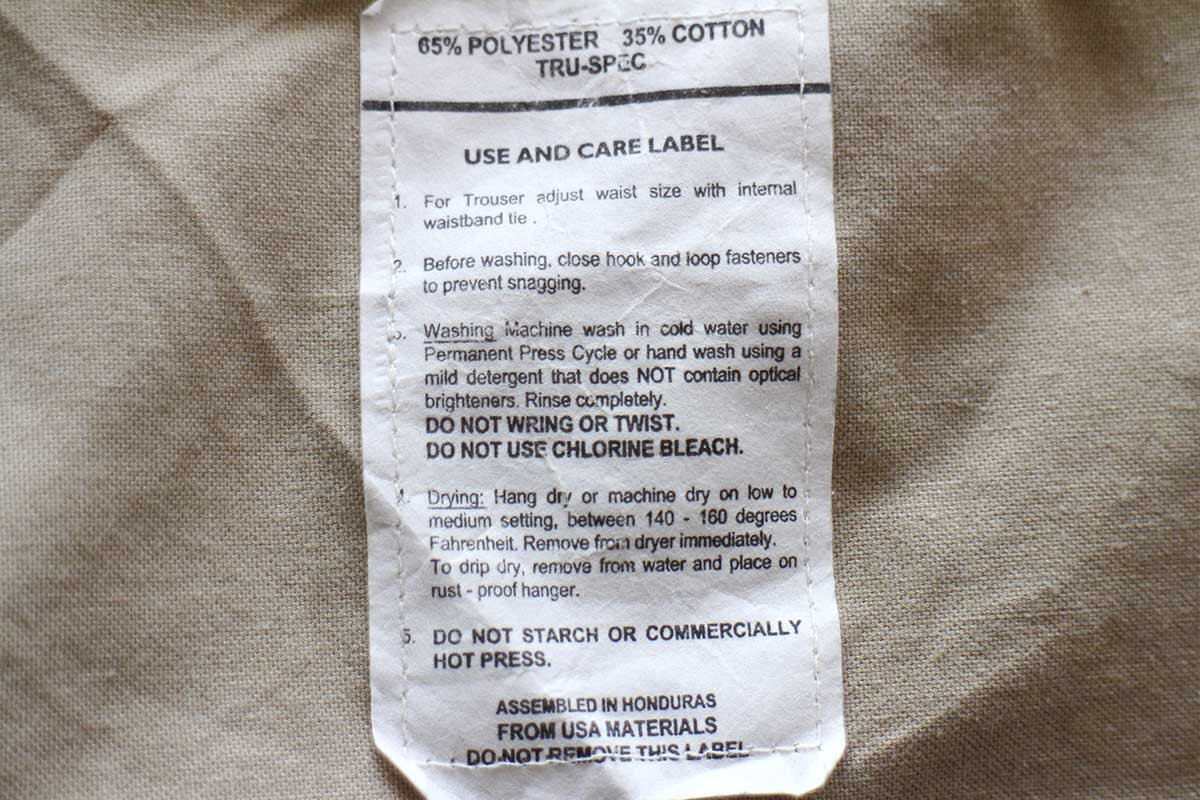 65% POLYESTER 35% COTTON
TRU-SPEC
USE AND CARE LABEL
1. For Trouser adjust waist size with internal
waistband tie .
2. Before washing, close hook and loop fasteners
to prevent snagging.
3. Washing Machine wash in cold water using
Permanent Press Cycle or hand wash using a
mild detergent that does NOT contain optical
brighteners. Rinse completely.
DO NOT WRING OR TWIST.
DO NOT USE CHLORINE BLEACH.
4. Drying: Hang dry or machine dry on low to
medium setting, between 140 - 160 degrees
Fahrenheit. Remove from dryer immediately.
To drip dry, remove from water and place on
rust - proof hanger.
5. DO NOT STARCH OR COMMERCIALLY
HOT PRESS.
ASSEMBLED IN HONDURAS
FROM USA MATERIALS
DO NOT REMOVE THIS LABEL